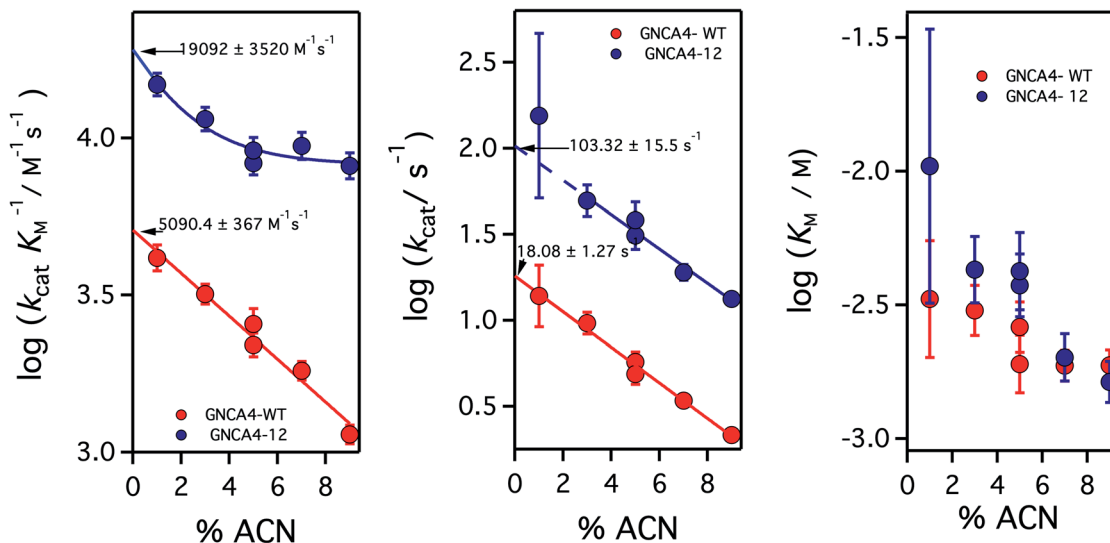 log (kcat KM⁻¹ / M⁻¹ s⁻¹)
4.0
3.5
3.0
19092 ± 3520 M⁻¹s⁻¹
5090.4 ± 367 M⁻¹s⁻¹
GNCA4-WT
GNCA4-12
0 2 4 6 8
% ACN
log (kcat / s⁻¹)
2.5
2.0
1.5
1.0
0.5
GNCA4- WT
GNCA4-12
103.32 ± 15.5 s⁻¹
18.08 ± 1.27 s
0 2 4 6 8
% ACN
log (KM / M)
-1.5
-2.0
-2.5
-3.0
GNCA4- WT
GNCA4- 12
0 2 4 6 8
% ACN